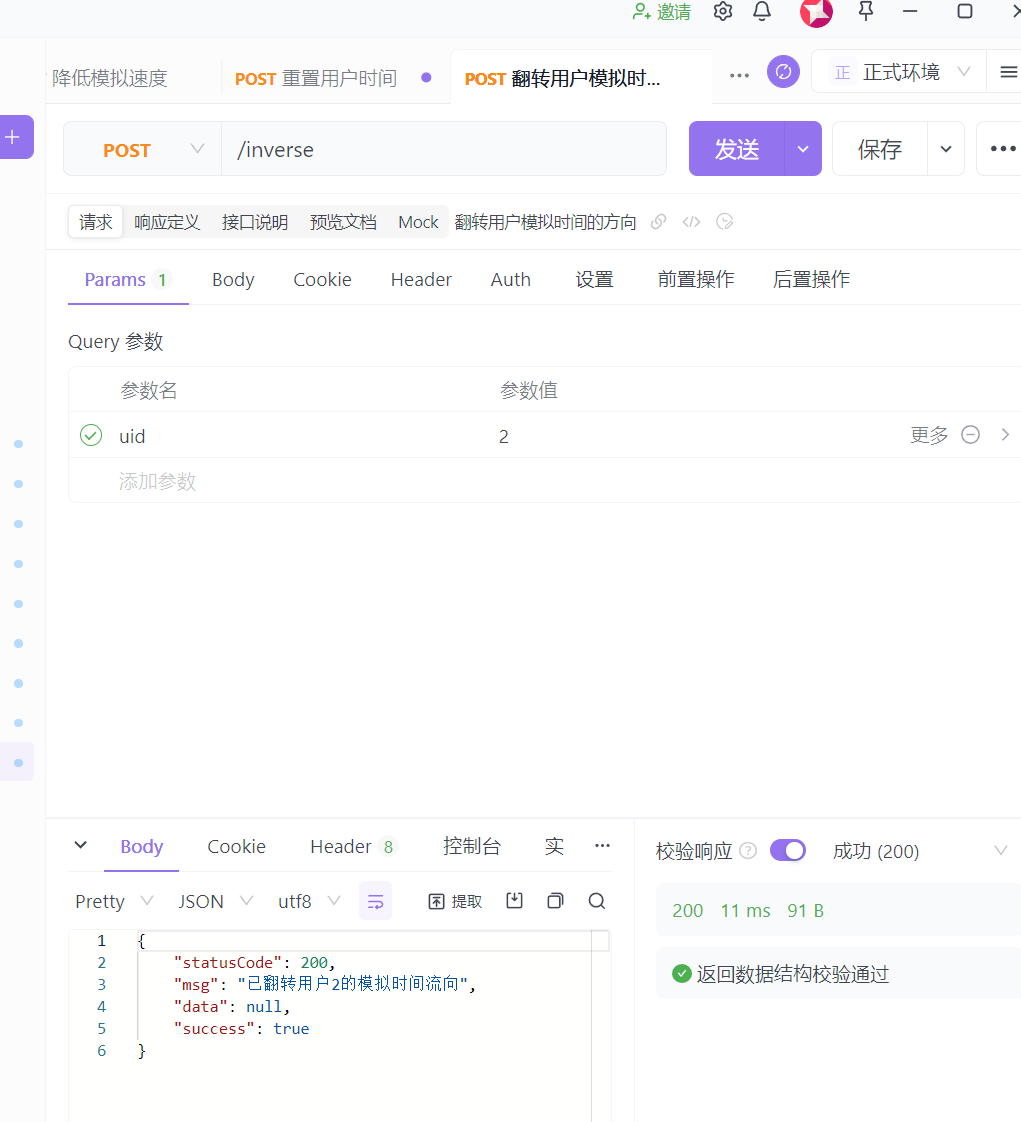 邀请
降低模拟速度
POST 重置用户时间
POST 翻转用户模拟时...
正 正式环境
POST
/inverse
发送
保存
请求
响应定义
接口说明
预览文档
Mock
翻转用户模拟时间的方向
Params 1
Body
Cookie
Header
Auth
设置
前置操作
后置操作
Query 参数
参数名
参数值
uid
2
更多
添加参数
Body
Cookie
Header 8
控制台
实
Pretty
JSON
utf8
提取
1 {
2 "statusCode": 200,
3 "msg": "已翻转用户2的模拟时间流向",
4 "data": null,
5 "success": true
6 }
校验响应
成功 (200)
200 11 ms 91 B
返回数据结构校验通过